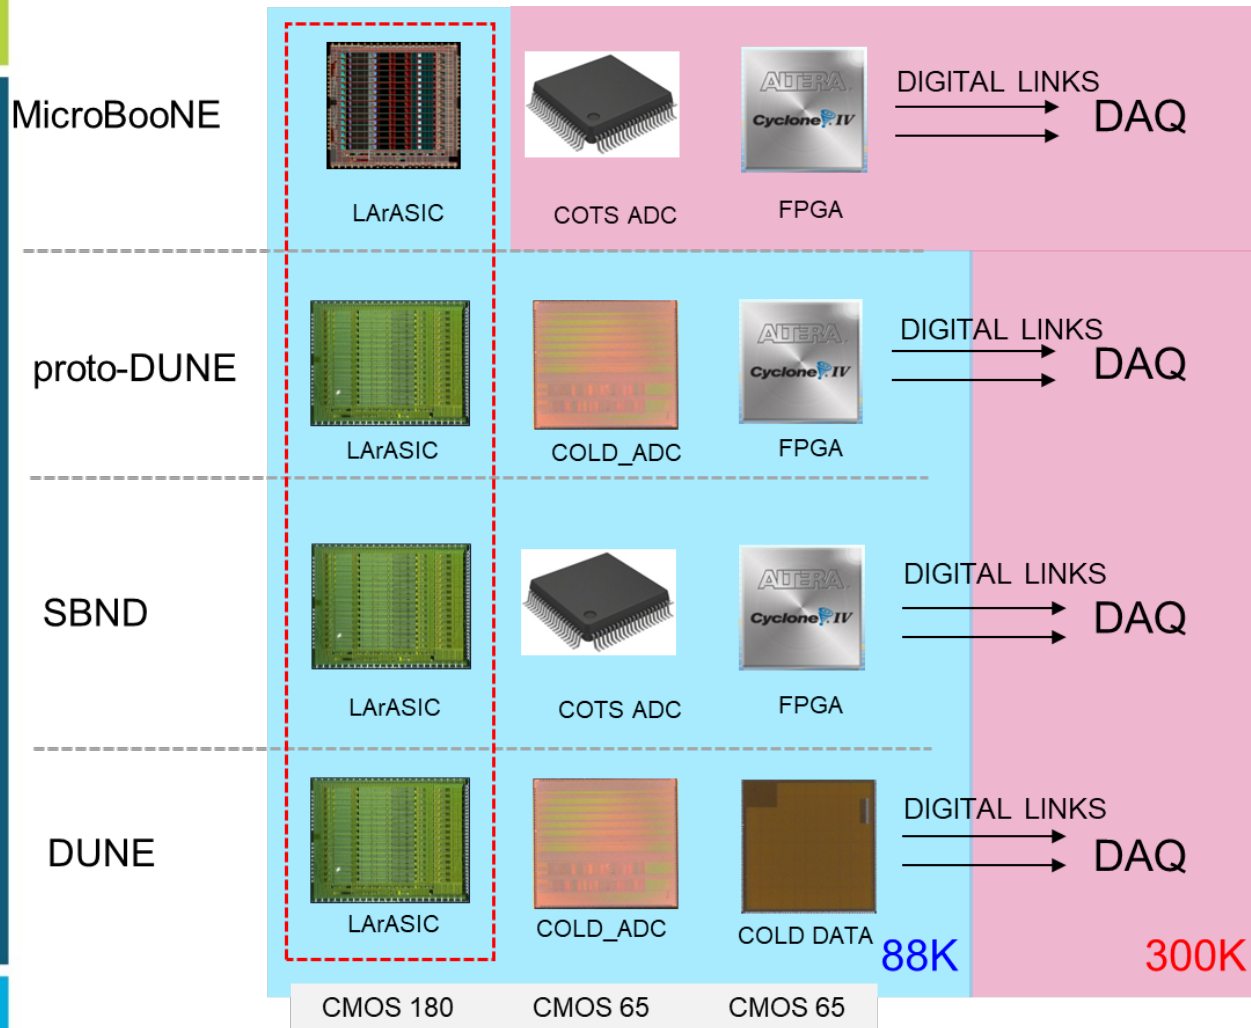 MicroBooNE
LArASIC
COTS ADC
ALTERA
Cyclone IV
FPGA
DIGITAL LINKS
DAQ
proto-DUNE
LArASIC
COLD_ADC
ALTERA
Cyclone IV
FPGA
DIGITAL LINKS
DAQ
SBND
LArASIC
COTS ADC
ALTERA
Cyclone IV
FPGA
DIGITAL LINKS
DAQ
DUNE
LArASIC
COLD_ADC
COLD DATA
DIGITAL LINKS
DAQ
88K
300K
CMOS 180
CMOS 65
CMOS 65